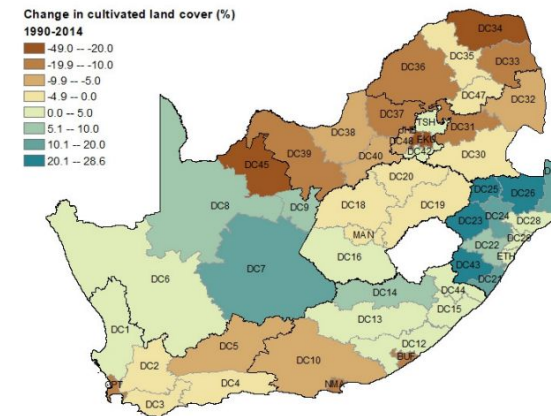 Change in cultivated land cover (%)
1990-2014
-49.0 -- -20.0
-19.9 -- -10.0
-9.9 -- -5.0
-4.9 -- 0.0
0.0 -- 5.0
5.1 -- 10.0
10.1 -- 20.0
20.1 -- 28.6
DC34
DC36
DC35
DC33
DC47
DC32
DC37
TSH
DC38
DC31
EKU
DC48
DC42
DC45
DC39
DC40
DC30
DC20
DC25
DC26
DC8
DC9
DC18
DC19
DC23
DC24
DC28
MAN
DC22
DC29
DC7
DC16
ETH
DC6
DC43
DC21
DC14
DC44
DC1
DC13
DC15
DC5
DC12
DC2
DC10
BUF
CPT
DC4
NMA
DC3